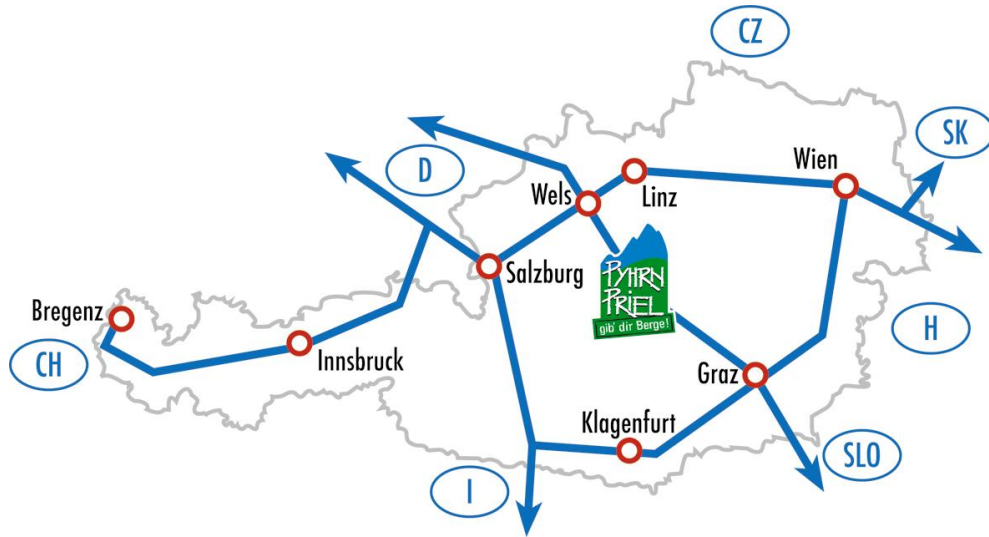 CZ
SK
D
Wien
Wels
Linz
PYHRN
PRIEL
gib' dir Berge!
Salzburg
Bregenz
H
CH
Innsbruck
Graz
Klagenfurt
SLO
I